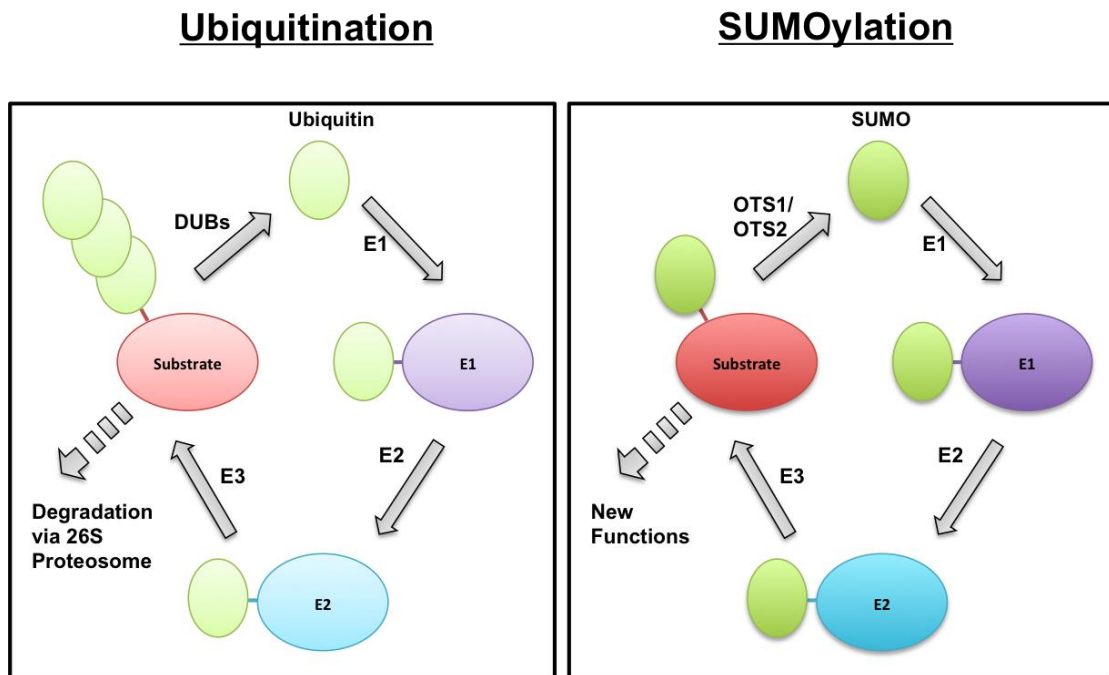 Ubiquitination
Ubiquitin
DUBs
E1
Substrate
E1
E2
E3
Degradation
via 26S
Proteosome
E2
SUMOylation
SUMO
OTS1/
OTS2
E1
Substrate
E1
E2
E3
New
Functions
E2